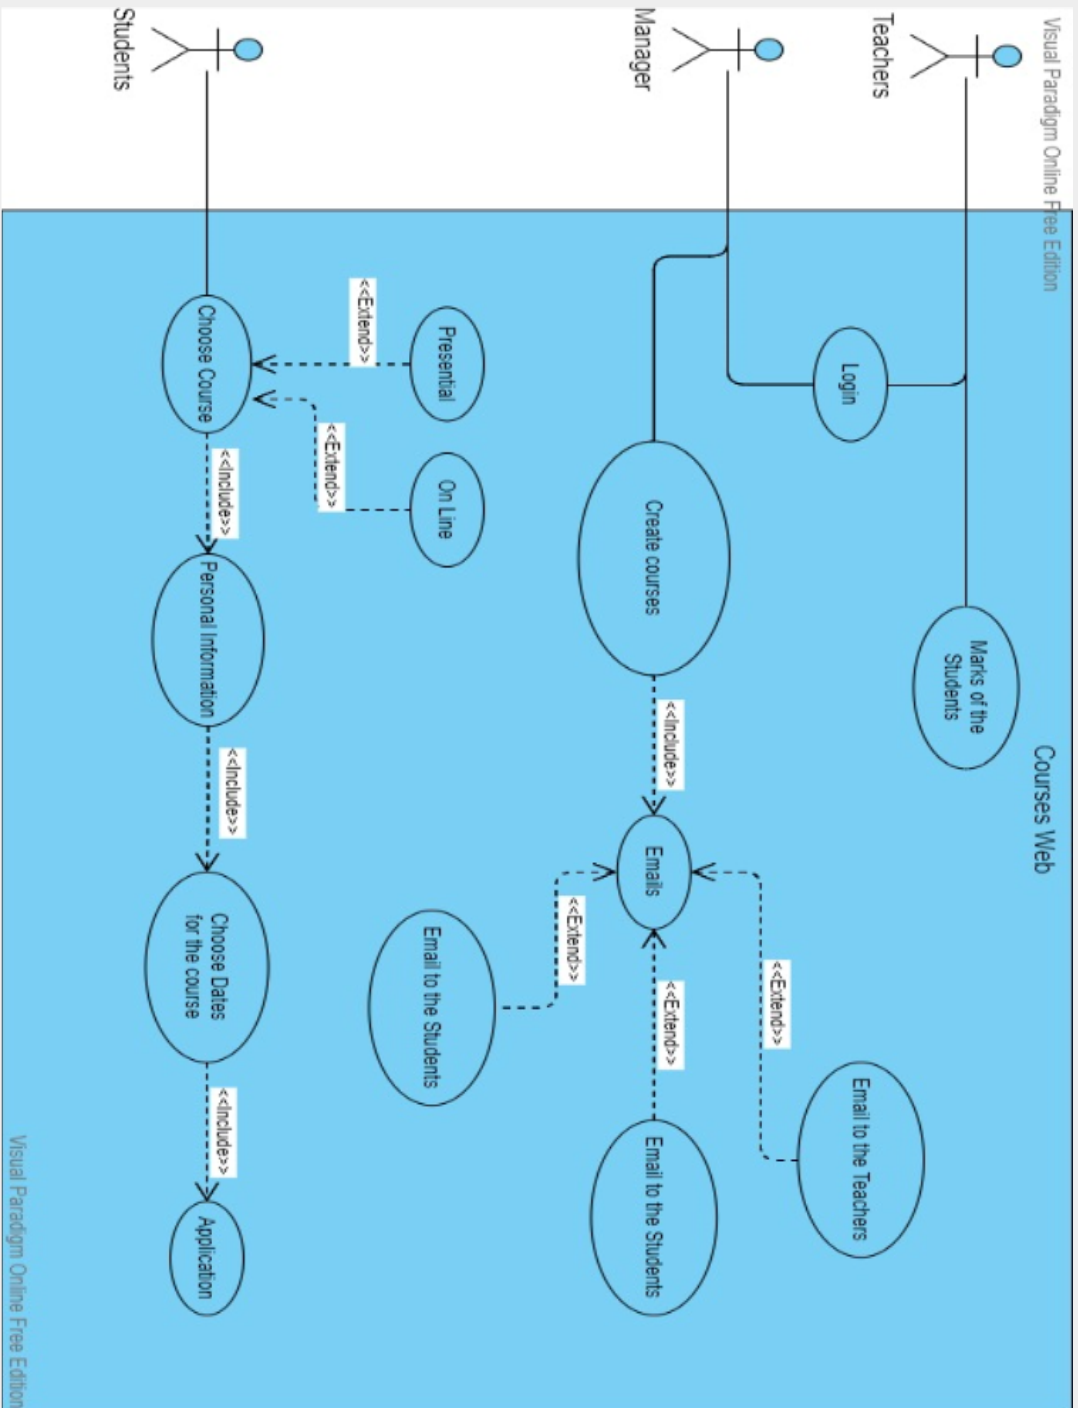 Visual Paradigm Online Free Edition
Courses Web
Teachers
Marks of the
Students
Login
Email to the Teachers
<<Extend>>
Manager
Create courses
<<Include>>
Emails
<<Extend>>
Email to the Students
<<Extend>>
Email to the Students
Presential
On Line
<<Extend>>
<<Extend>>
Students
Choose Course
<<Include>>
Personal Information
<<Include>>
Choose Dates
for the course
<<Include>>
Application
Visual Paradigm Online Free Edition